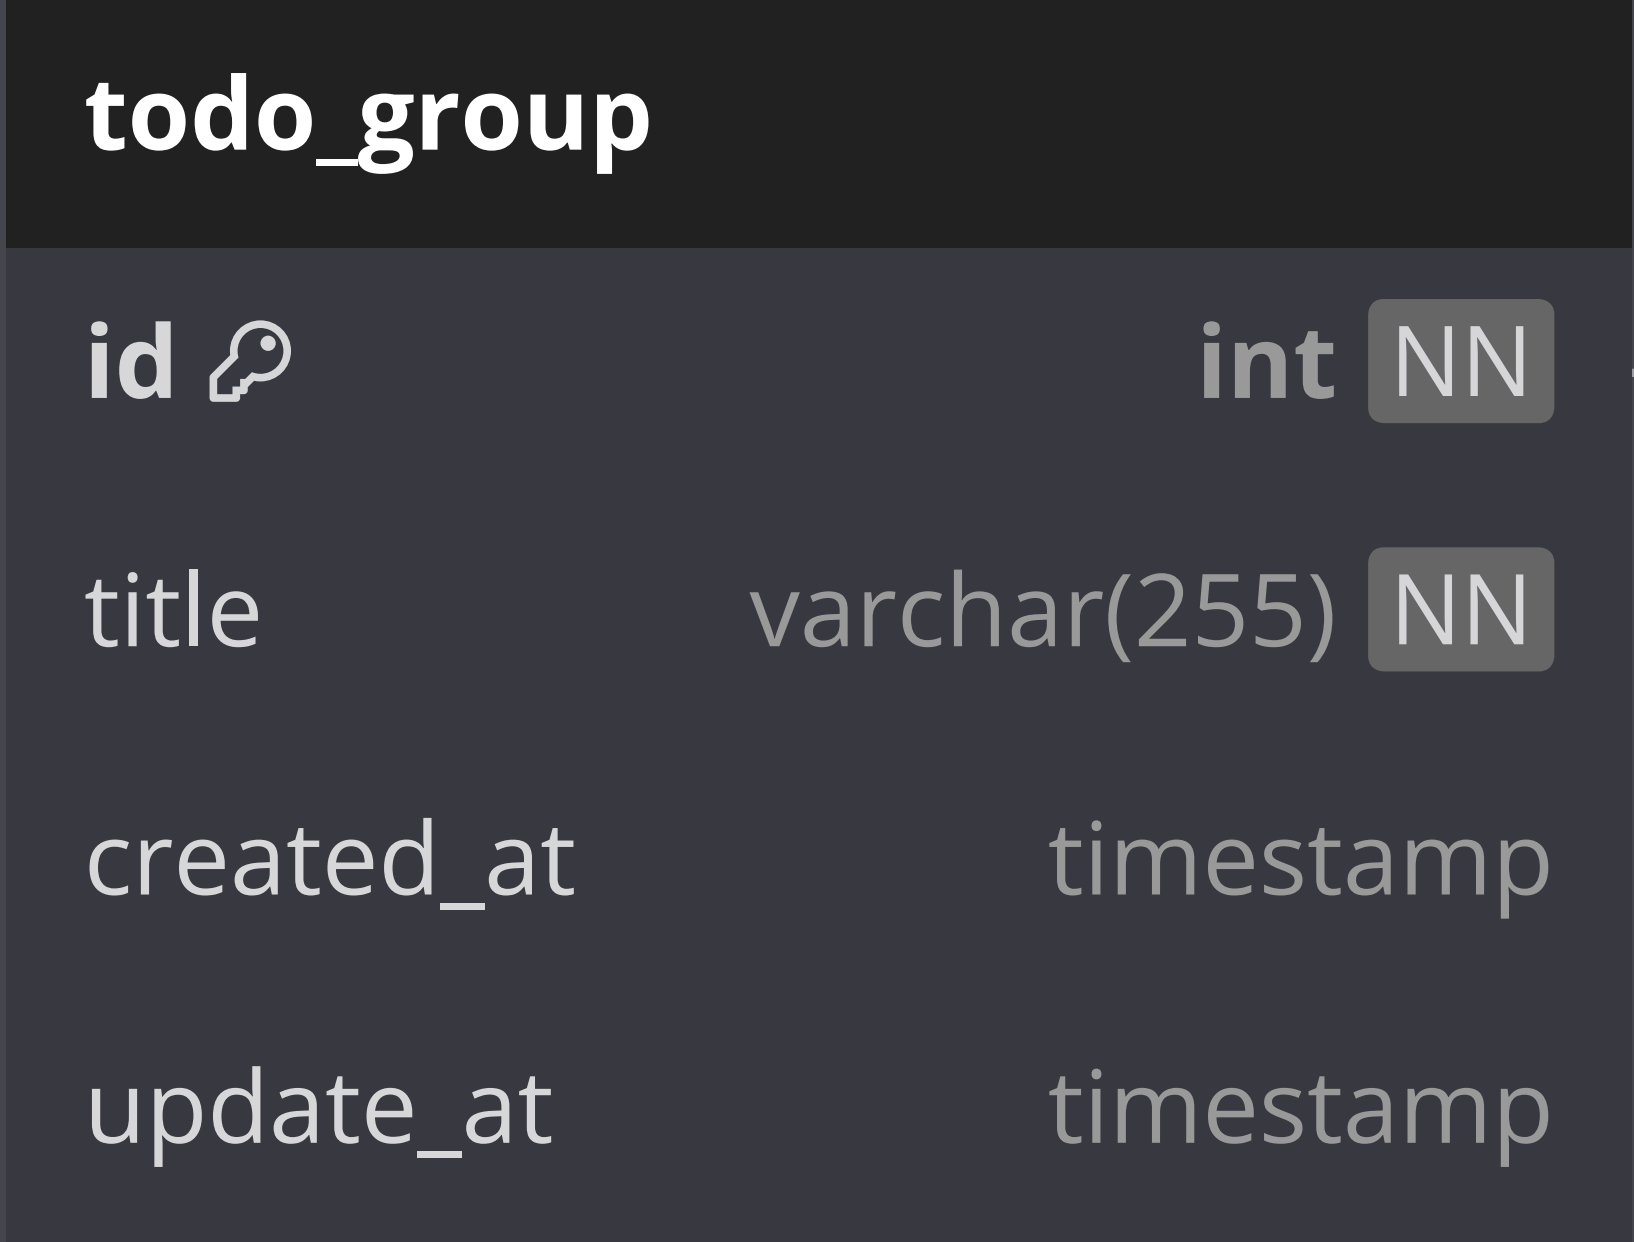 todo_group
id int NN
title varchar(255) NN
created_at timestamp
update_at timestamp